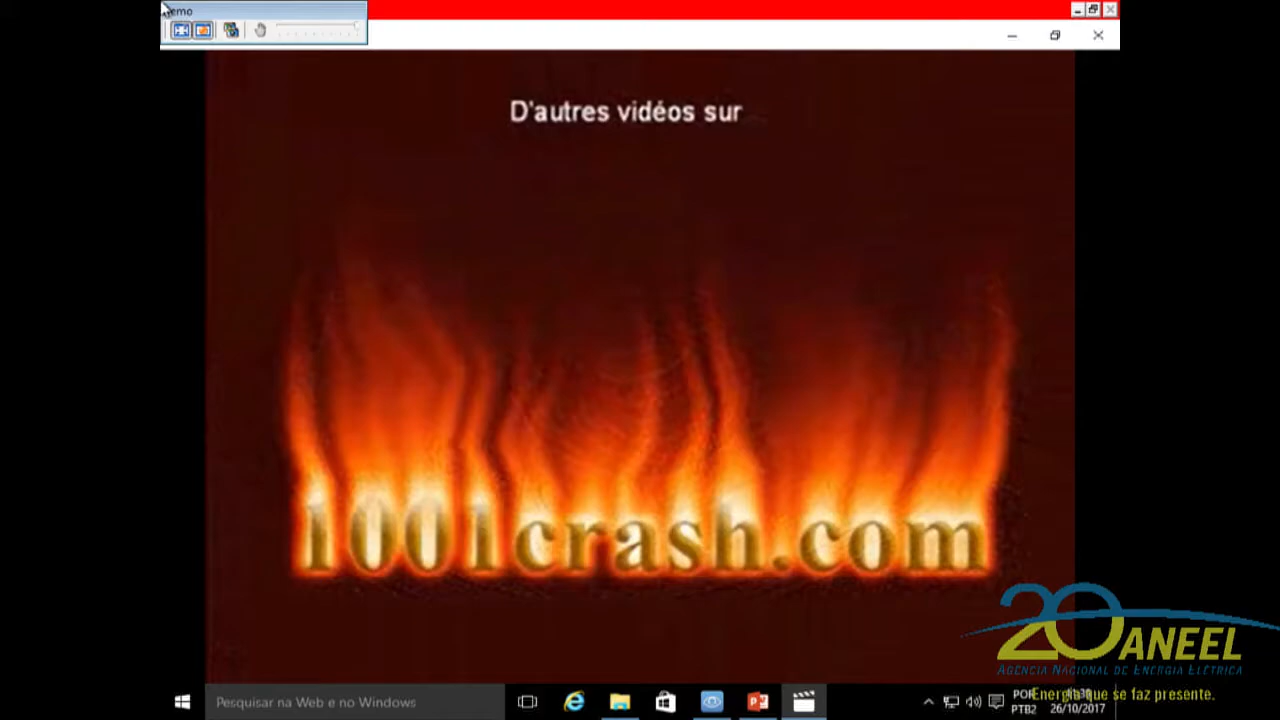 emo
D'autres vidéos sur
1001crash.com
20 ANEEL
AGÊNCIA NACIONAL DE ENERGIA ELÉTRICA
Energia que se faz presente.
Pesquisar na Web e no Windows
POR
PTB2
26/10/2017